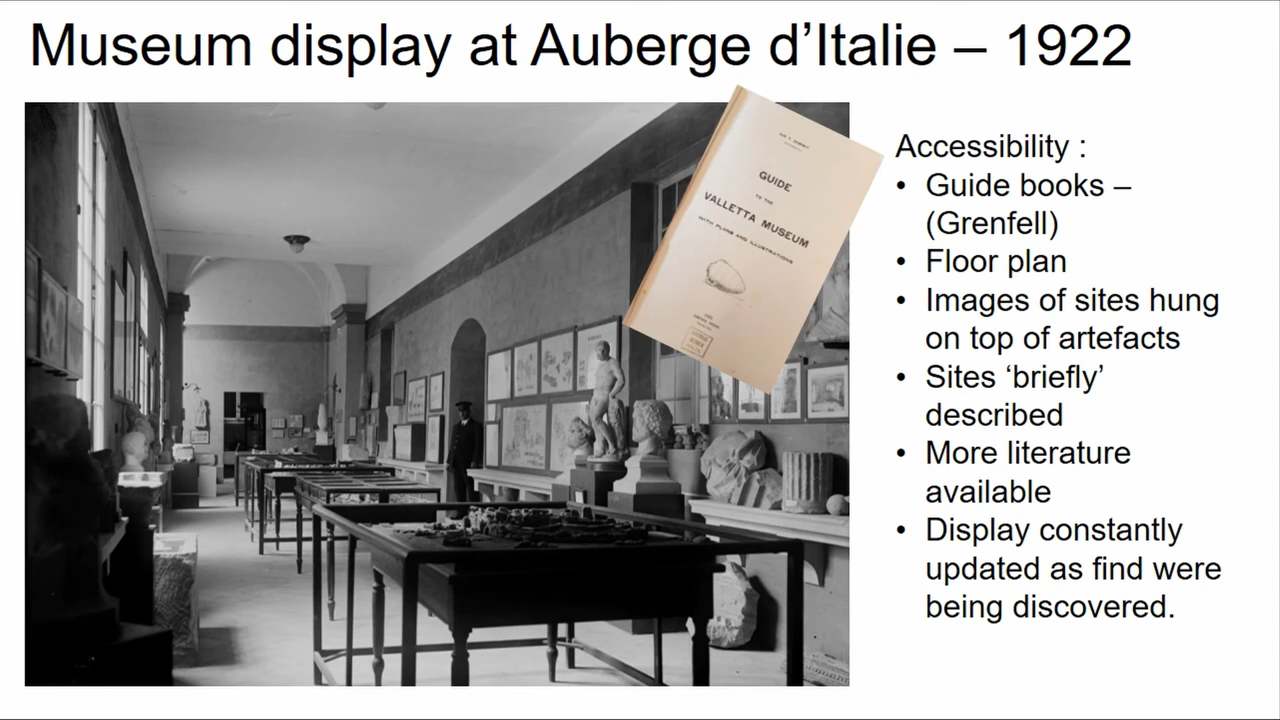 Museum display at Auberge d’Italie – 1922
GUIDE
TO THE
VALLETTA MUSEUM
WITH PLANS AND ILLUSTRATIONS
Accessibility :
• Guide books –
(Grenfell)
• Floor plan
• Images of sites hung
on top of artefacts
• Sites ‘briefly’
described
• More literature
available
• Display constantly
updated as find were
being discovered.